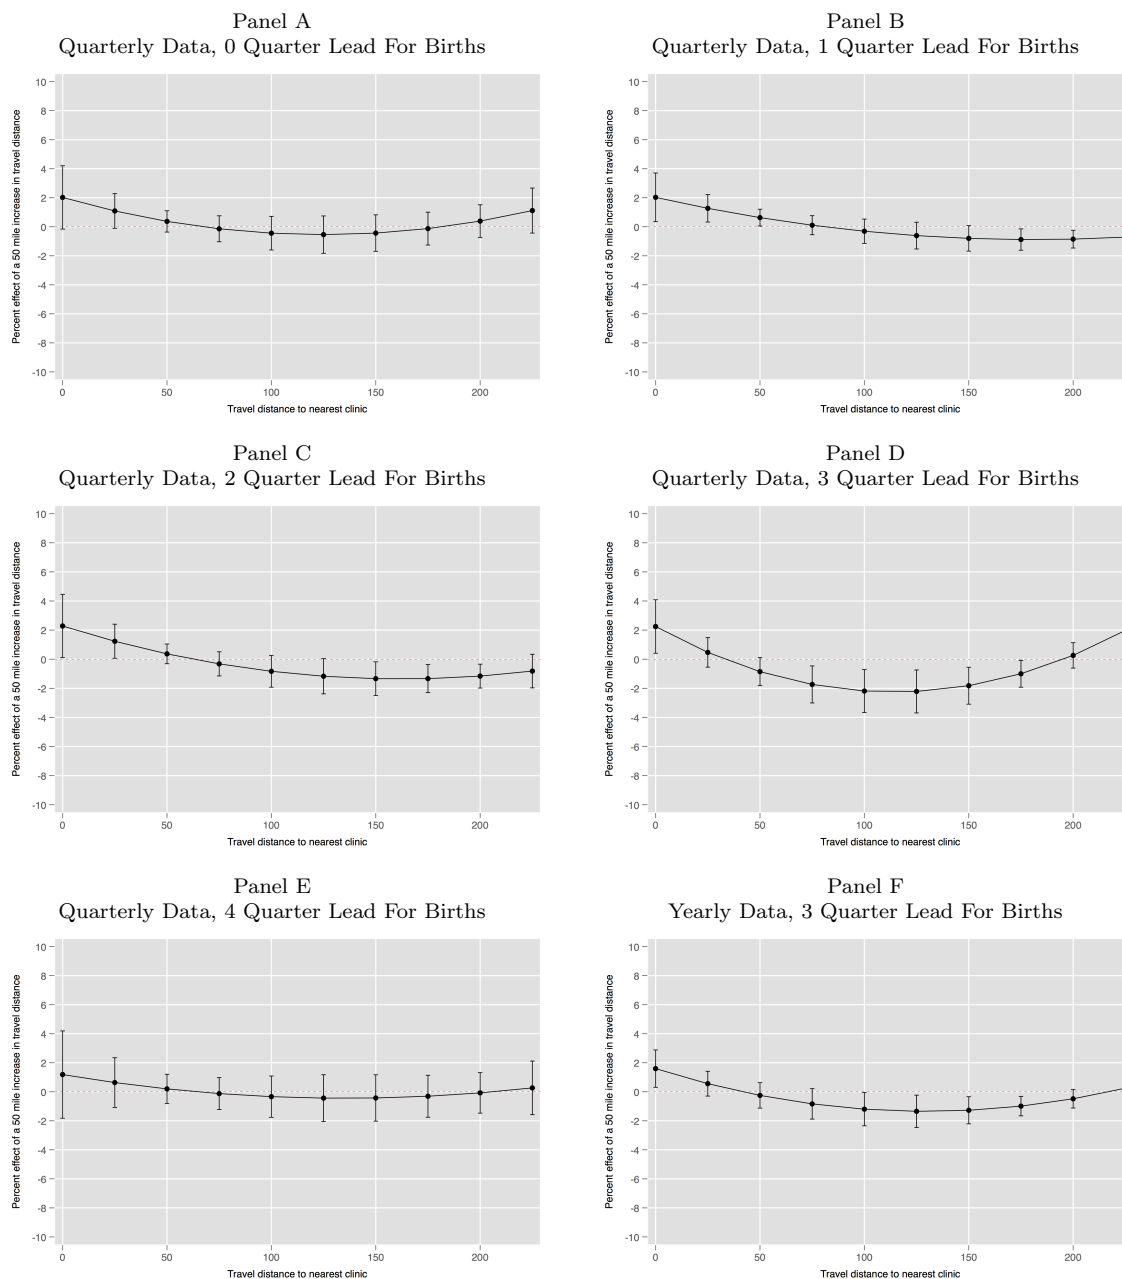 Panel A
Quarterly Data, 0 Quarter Lead For Births
Percent effect of a 50 mile increase in travel distance
10
8
6
4
2
0
-2
-4
-6
-8
-10
0 50 100 150 200
Travel distance to nearest clinic
Panel B
Quarterly Data, 1 Quarter Lead For Births
Percent effect of a 50 mile increase in travel distance
10
8
6
4
2
0
-2
-4
-6
-8
-10
0 50 100 150 200
Travel distance to nearest clinic
Panel C
Quarterly Data, 2 Quarter Lead For Births
Percent effect of a 50 mile increase in travel distance
10
8
6
4
2
0
-2
-4
-6
-8
-10
0 50 100 150 200
Travel distance to nearest clinic
Panel D
Quarterly Data, 3 Quarter Lead For Births
Percent effect of a 50 mile increase in travel distance
10
8
6
4
2
0
-2
-4
-6
-8
-10
0 50 100 150 200
Travel distance to nearest clinic
Panel E
Quarterly Data, 4 Quarter Lead For Births
Percent effect of a 50 mile increase in travel distance
10
8
6
4
2
0
-2
-4
-6
-8
-10
0 50 100 150 200
Travel distance to nearest clinic
Panel F
Yearly Data, 3 Quarter Lead For Births
Percent effect of a 50 mile increase in travel distance
10
8
6
4
2
0
-2
-4
-6
-8
-10
0 50 100 150 200
Travel distance to nearest clinic